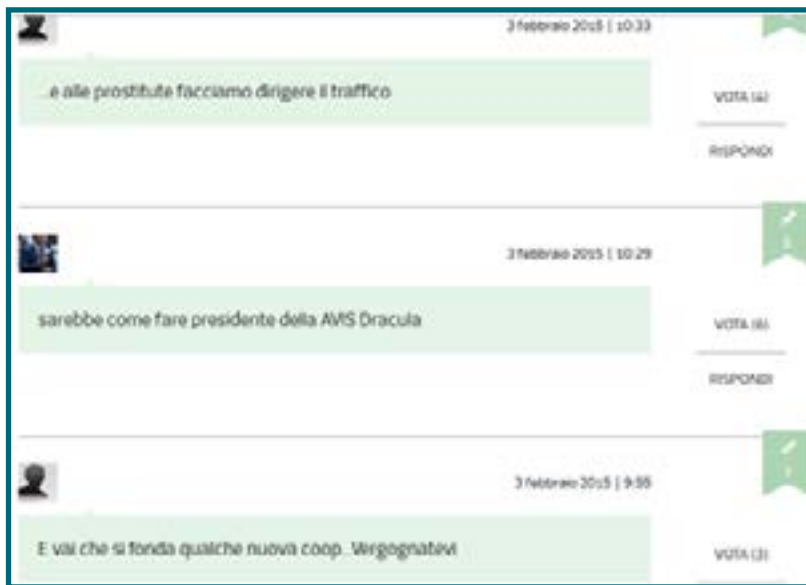 3 febbraio 2015 | 10:33
...e alle prostitute facciamo dirigere il traffico
VOTA (4)
RISPONDI
3 febbraio 2015 | 10:29
sarebbe come fare presidente della AVIS Dracula
VOTA (6)
RISPONDI
3 febbraio 2015 | 9:55
E vai che si fonda qualche nuova coop. Vergognatevi
VOTA (3)